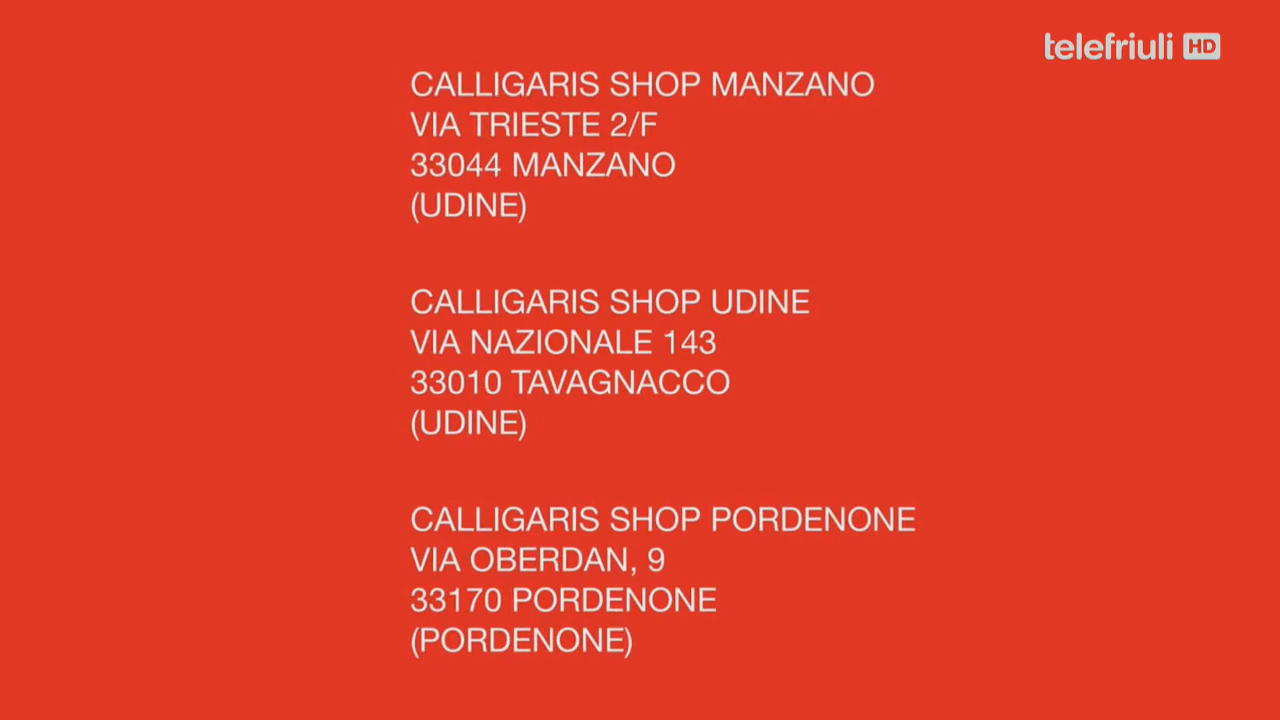 telefriuli HD
CALLIGARIS SHOP MANZANO
VIA TRIESTE 2/F
33044 MANZANO
(UDINE)
CALLIGARIS SHOP UDINE
VIA NAZIONALE 143
33010 TAVAGNACCO
(UDINE)
CALLIGARIS SHOP PORDENONE
VIA OBERDAN, 9
33170 PORDENONE
(PORDENONE)